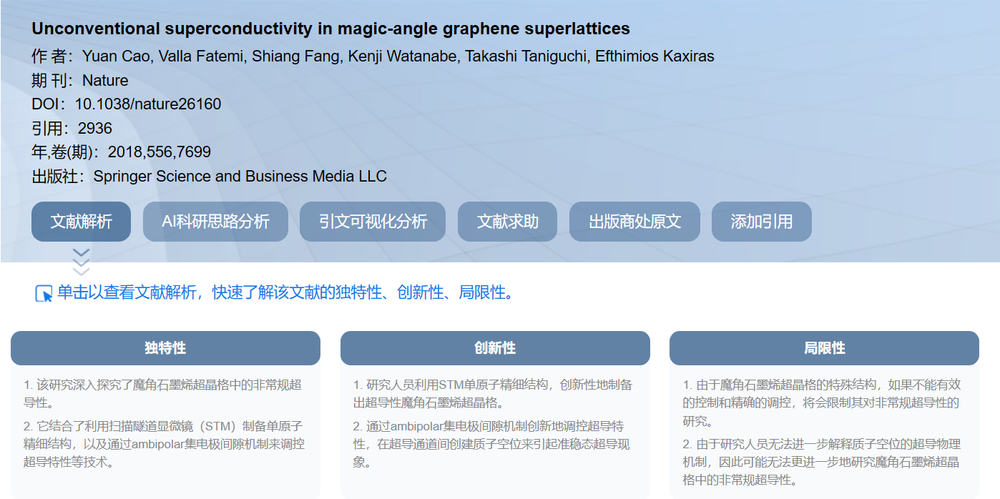 Unconventional superconductivity in magic-angle graphene superlattices
作 者：Yuan Cao, Valla Fatemi, Shiang Fang, Kenji Watanabe, Takashi Taniguchi, Efthimios Kaxiras
期 刊：Nature
DOI：10.1038/nature26160
引用：2936
年,卷(期)：2018,556,7699
出版社：Springer Science and Business Media LLC
文献解析 AI科研思路分析 引文可视化分析 文献求助 出版商处原文 添加引用
单击以查看文献解析，快速了解该文献的独特性、创新性、局限性。
独特性
1. 该研究深入探究了魔角石墨烯超晶格中的非常规超
导性。
2. 它结合了利用扫描隧道显微镜（STM）制备单原子
精细结构，以及通过ambipolar集电极间隙机制来调控
超导特性等技术。
创新性
1. 研究人员利用STM单原子精细结构，创新性地制备
出超导性魔角石墨烯超晶格。
2. 通过ambipolar集电极间隙机制创新地调控超导特
性，在超导通道间创建质子空位来引起准稳态超导现
象。
局限性
1. 由于魔角石墨烯超晶格的特殊结构，如果不能有效
的控制和精确的调控，将会限制其对非常规超导性的
研究。
2. 由于研究人员无法进一步解释质子空位的超导物理
机制，因此可能无法更进一步地研究魔角石墨烯超晶
格中的非常规超导性。